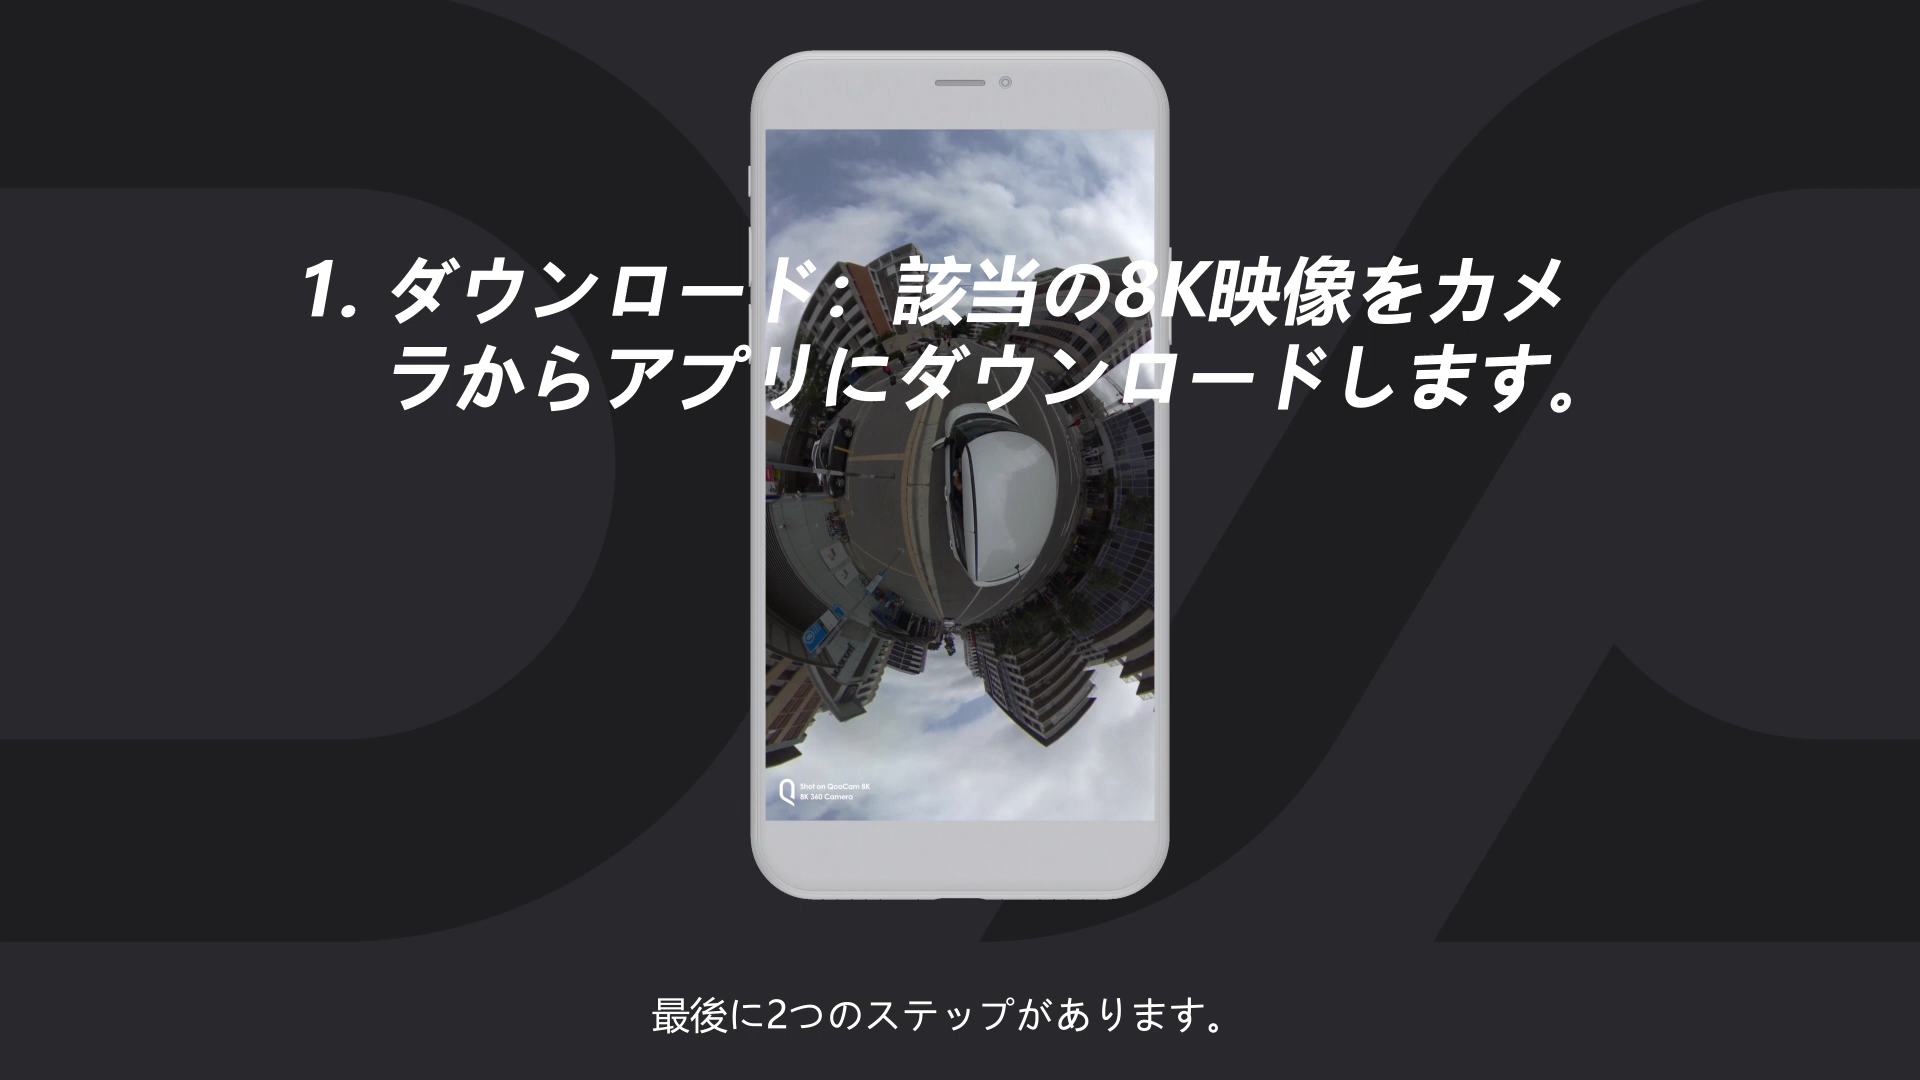 1. ダウンロード：該当の8K映像をカメ
ラからアプリにダウンロードします。
Shot on QooCam 8K
8K 360 Camera
最後に2つのステップがあります。